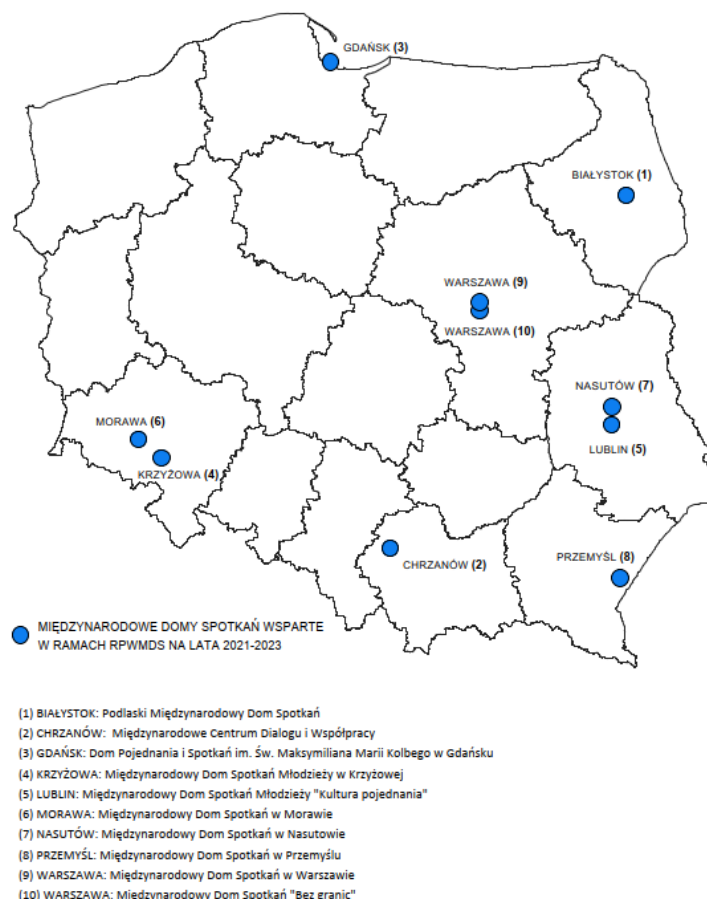 GDAŃSK (3)
BIAŁYSTOK (1)
WARSZAWA (9)
WARSZAWA (10)
NASUTÓW (7)
LUBLIN (5)
MORAWA (6)
KRZYŻOWA (4)
CHRZANÓW (2)
PRZEMYŚL (8)
MIĘDZYNARODOWE DOMY SPOTKAŃ WSPARTE
W RAMACH RPWMDS NA LATA 2021-2023
(1) BIAŁYSTOK: Podlaski Międzynarodowy Dom Spotkań
(2) CHRZANÓW: Międzynarodowe Centrum Dialogu i Współpracy
(3) GDAŃSK: Dom Pojednania i Spotkań im. Św. Maksymiliana Marii Kolbego w Gdańsku
(4) KRZYŻOWA: Międzynarodowy Dom Spotkań Młodzieży w Krzyżowej
(5) LUBLIN: Międzynarodowy Dom Spotkań Młodzieży "Kultura pojednania"
(6) MORAWA: Międzynarodowy Dom Spotkań w Morawie
(7) NASUTÓW: Międzynarodowy Dom Spotkań w Nasutowie
(8) PRZEMYŚL: Międzynarodowy Dom Spotkań w Przemyślu
(9) WARSZAWA: Międzynarodowy Dom Spotkań w Warszawie
(10) WARSZAWA: Międzynarodowy Dom Spotkań "Bez granic"